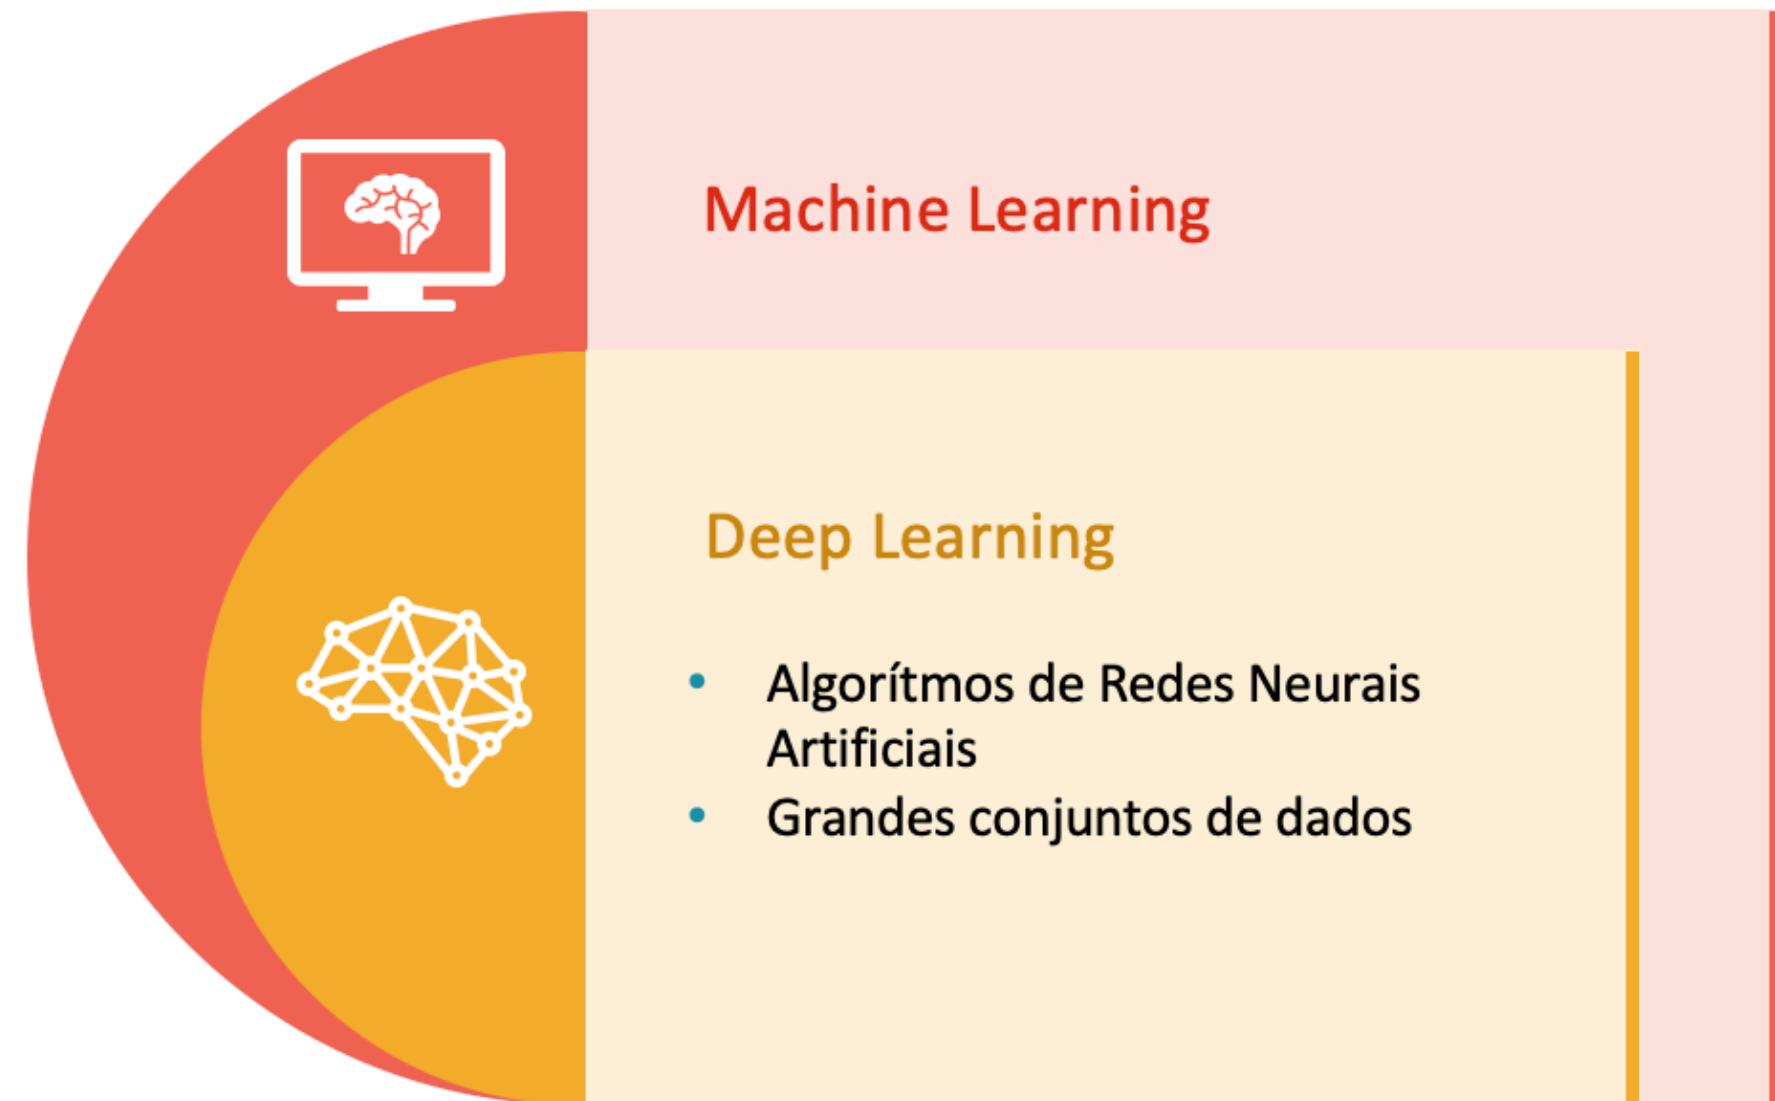 Machine Learning
Deep Learning
• Algorítmos de Redes Neurais
Artificiais
• Grandes conjuntos de dados